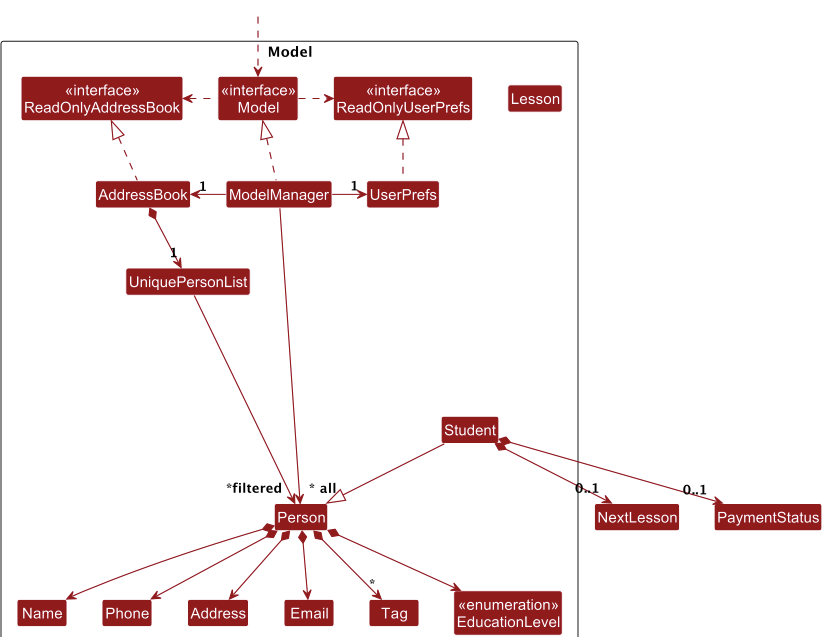 Model
«interface»
ReadOnlyAddressBook
«interface»
Model
«interface»
ReadOnlyUserPrefs
Lesson
AddressBook
1
ModelManager
1
UserPrefs
1
UniquePersonList
Student
*filtered
* all
0..1
0..1
Person
NextLesson
PaymentStatus
*
Name
Phone
Address
Email
Tag
«enumeration»
EducationLevel